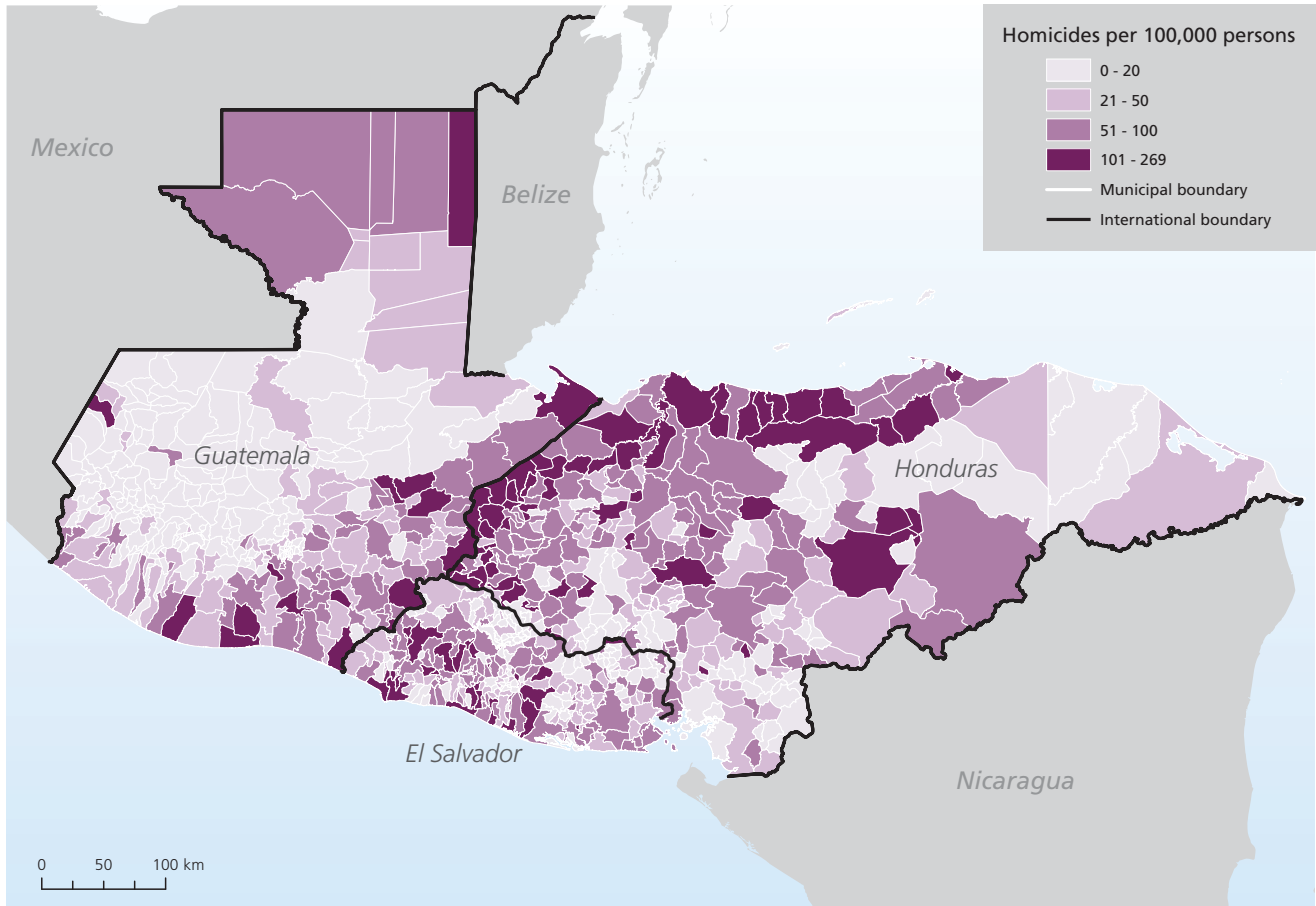 Homicides per 100,000 persons
0 - 20
21 - 50
51 - 100
101 - 269
Municipal boundary
International boundary
Mexico
Belize
Guatemala
Honduras
El Salvador
Nicaragua
0 50 100 km